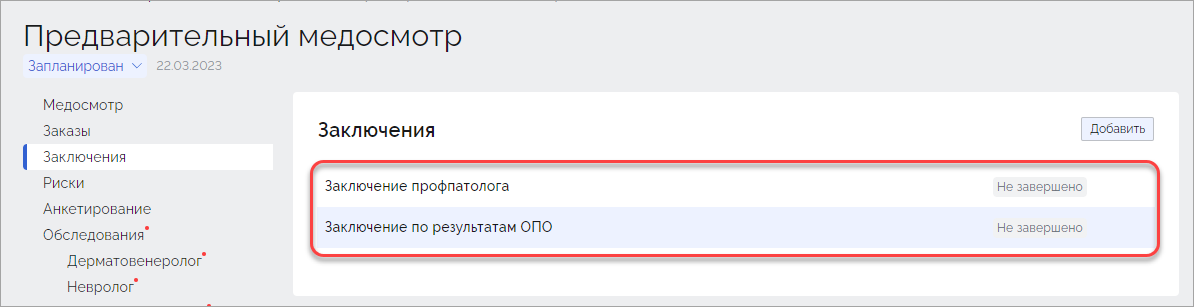 Предварительный медосмотр
Запланирован 22.03.2023
Медосмотр
Заказы
Заключения
Риски
Анкетирование
Обследования
Дерматовенеролог
Невролог
Заключения
Добавить
Заключение профпатолога Не завершено
Заключение по результатам ОПО Не завершено